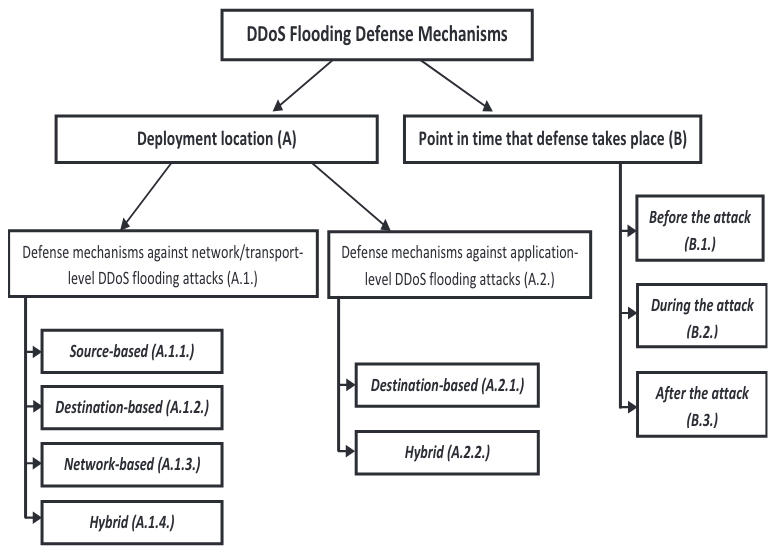 DDoS Flooding Defense Mechanisms
Deployment location (A)
Point in time that defense takes place (B)
Defense mechanisms against network/transport-
level DDoS flooding attacks (A.1.)
Defense mechanisms against application-
level DDoS flooding attacks (A.2.)
Before the attack
(B.1.)
During the attack
(B.2.)
After the attack
(B.3.)
Source-based (A.1.1.)
Destination-based (A.1.2.)
Network-based (A.1.3.)
Hybrid (A.1.4.)
Destination-based (A.2.1.)
Hybrid (A.2.2.)